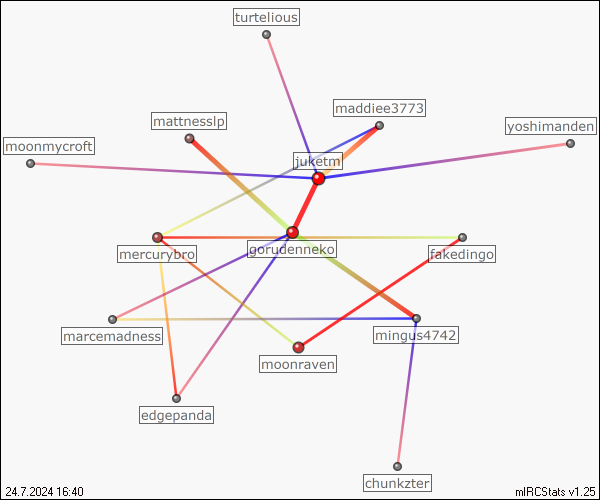 turtelious
maddiee3773
mattnesslp
yoshimanden
moonmycroft
juketm
mercurybro
gorudenneko
fakedingo
marcemadness
mingus4742
moonraven
edgepanda
chunkzter
24.7.2024 16:40
mIRCStats v1.25